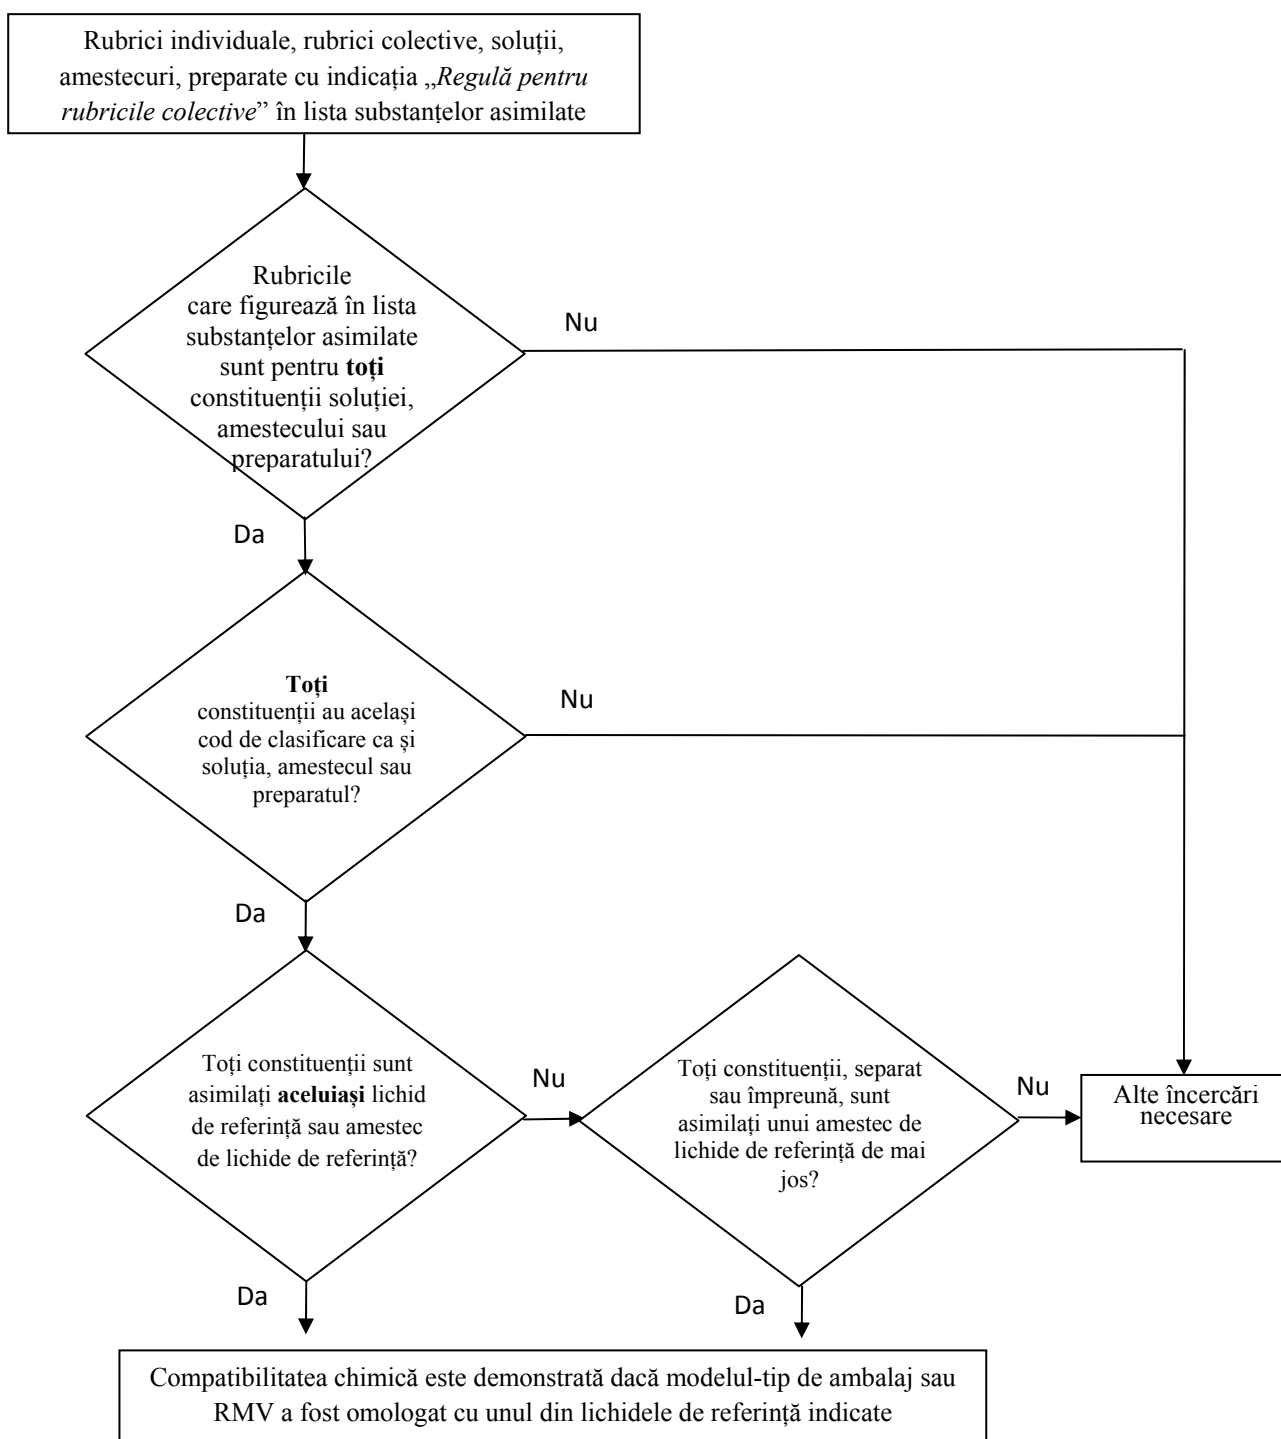 Rubrici individuale, rubrici colective, soluții,
amestecuri, preparate cu indicația „Regulă pentru
rubricile colective” în lista substanțelor asimilate
Rubricile
care figurează în lista
substanțelor asimilate
sunt pentru toți
constituenții soluției,
amestecului sau
preparatului?
Nu
Da
Toți
constituenții au același
cod de clasificare ca și
soluția, amestecul sau
preparatul?
Nu
Da
Toți constituenții sunt
asimilați aceluiași lichid
de referință sau amestec
de lichide de referință?
Nu
Toți constituenții, separat
sau împreună, sunt
asimilați unui amestec de
lichide de referință de mai
jos?
Nu
Alte încercări
necesare
Da
Da
Compatibilitatea chimică este demonstrată dacă modelul-tip de ambalaj sau
RMV a fost omologat cu unul din lichidele de referință indicate